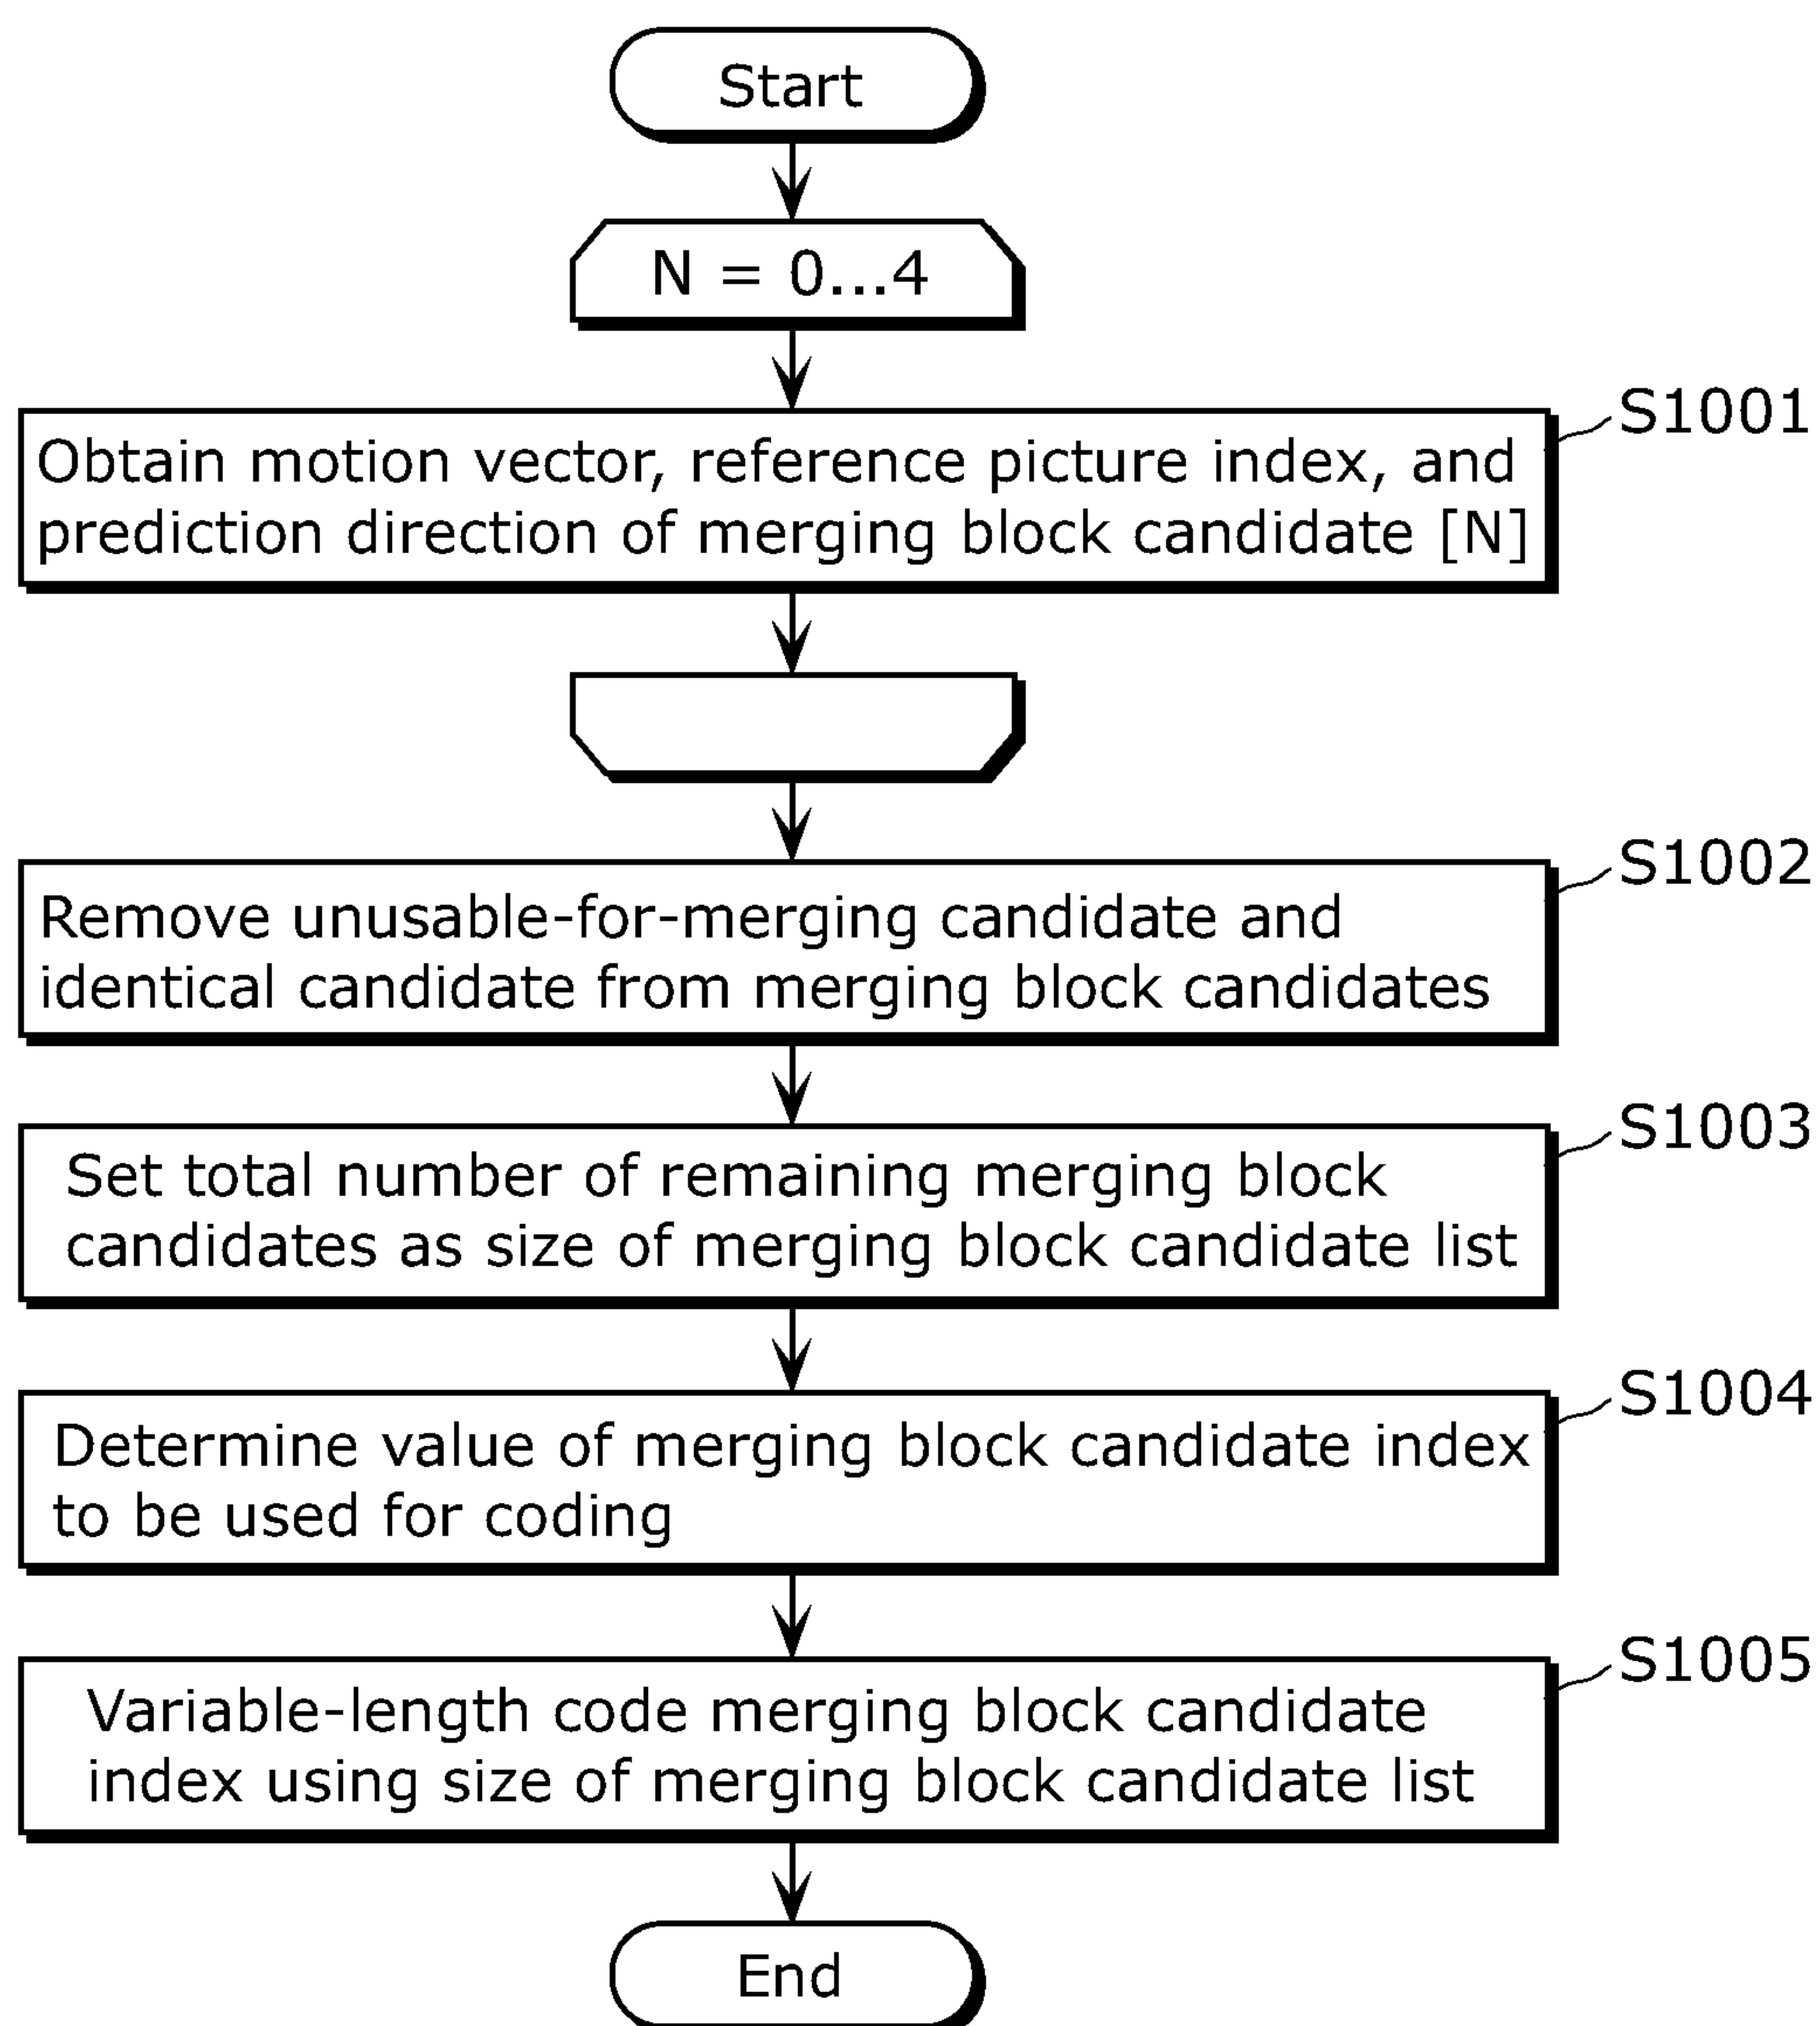 Start
N = 0...4
S1001
Obtain motion vector, reference picture index, and
prediction direction of merging block candidate [N]
S1002
Remove unusable-for-merging candidate and
identical candidate from merging block candidates
S1003
Set total number of remaining merging block
candidates as size of merging block candidate list
S1004
Determine value of merging block candidate index
to be used for coding
S1005
Variable-length code merging block candidate
index using size of merging block candidate list
End